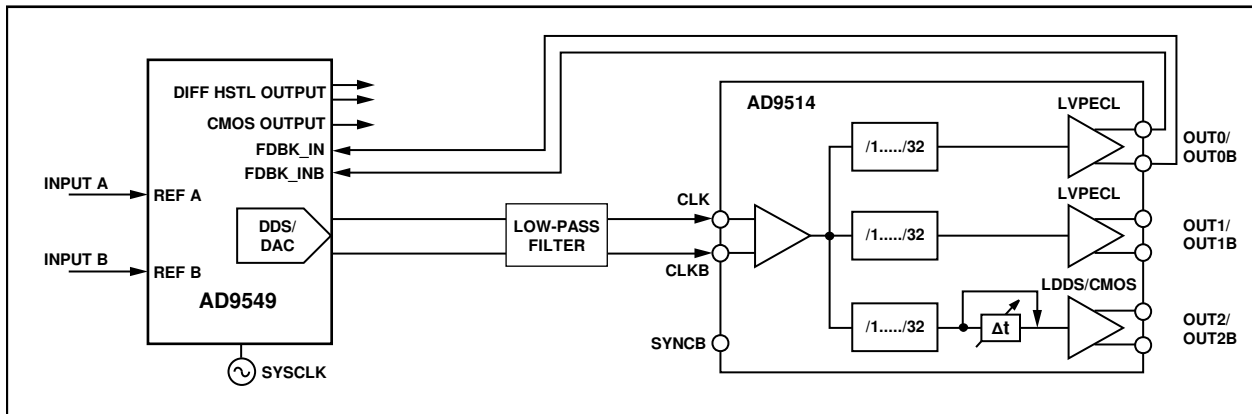 DIFF HSTL OUTPUT
CMOS OUTPUT
FDBK_IN
FDBK_INB
INPUT A
REF A
DDS/
DAC
INPUT B
REF B
AD9549
SYSCLK
LOW-PASS
FILTER
CLK
CLKB
SYNCB
AD9514
/1...../32
LVPECL
OUT0/
OUT0B
/1...../32
LVPECL
OUT1/
OUT1B
/1...../32
Δt
LDDS/CMOS
OUT2/
OUT2B